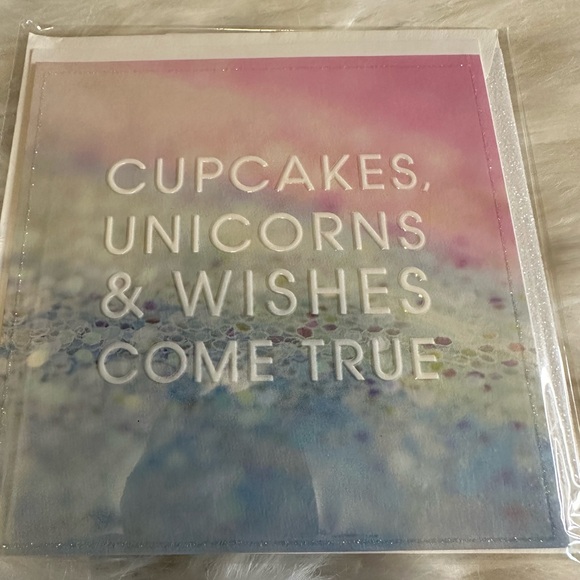 CUPCAKES,
UNICORNS
& WISHES
COME TRUE